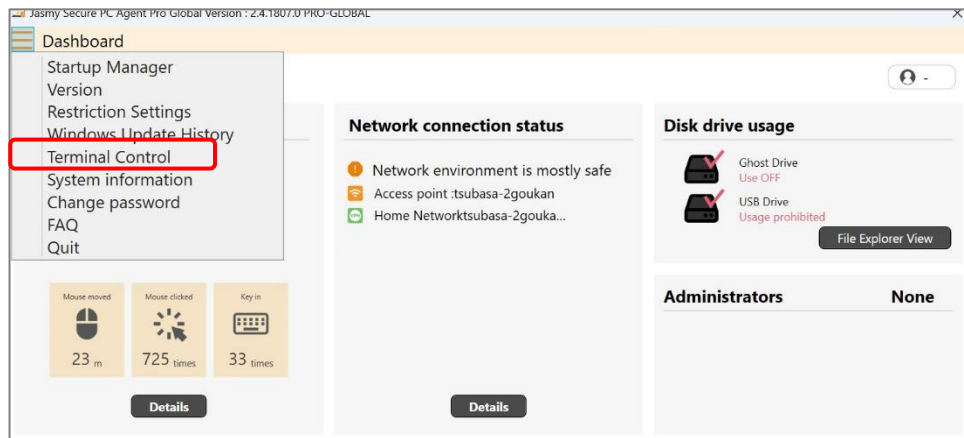 Jasmy Secure PC Agent Pro Global Version : 2.4.1807.0 PRO-GLOBAL
Dashboard
Startup Manager
Version
Restriction Settings
Windows Update History
Terminal Control
System information
Change password
FAQ
Quit
-
Mouse moved
23 m
Mouse clicked
725 times
Key in
33 times
Details
Network connection status
Network environment is mostly safe
Access point :tsubasa-2goukan
Home Networktsubasa-2gouka...
Details
Disk drive usage
Ghost Drive
Use OFF
USB Drive
Usage prohibited
File Explorer View
Administrators None